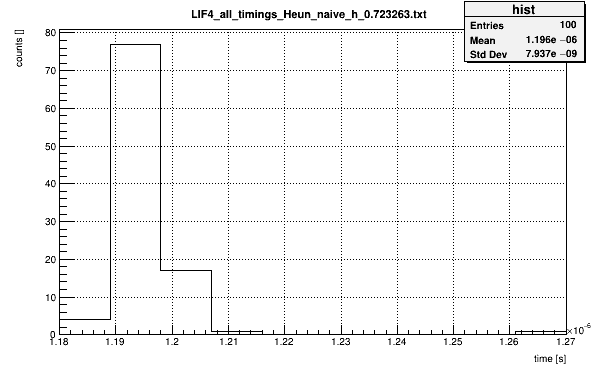 LIF4_all_timings_Heun_naive_h_0.723263.txt
hist
Entries 100
Mean 1.196e −06
Std Dev 7.937e −09
counts []
80
70
60
50
40
30
20
10
0
1.18 1.19 1.2 1.21 1.22 1.23 1.24 1.25 1.26 1.27
×10⁻⁶
time [s]